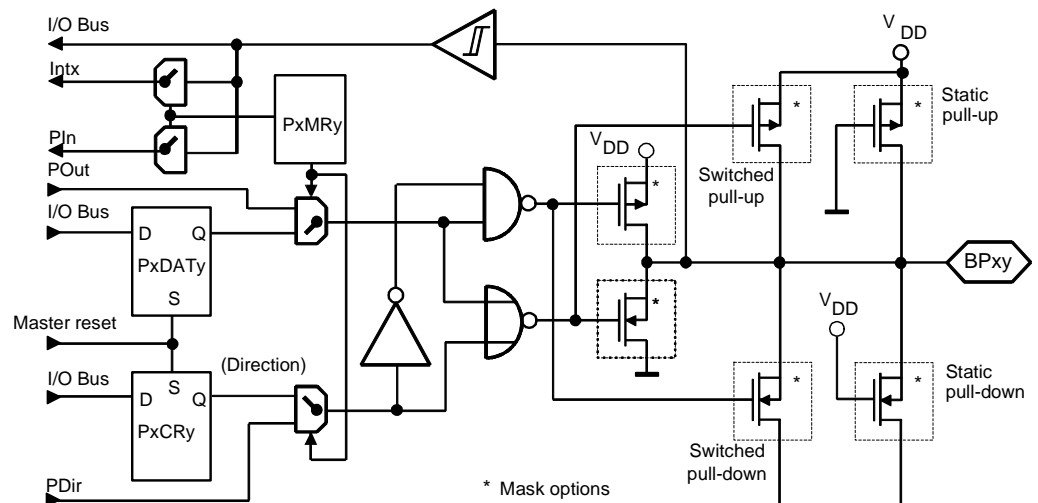 I/O Bus
V
DD
Intx
*
*
Static
pull-up
PxMRy
PIn
V
DD
POut
Switched
pull-up
*
I/O Bus
D
Q
PxDATy
BPxy
S
*
V
DD
Master reset
I/O Bus
(Direction)
S
D
Q
*
*
Static
pull-down
PxCRy
Switched
pull-down
PDir
* Mask options